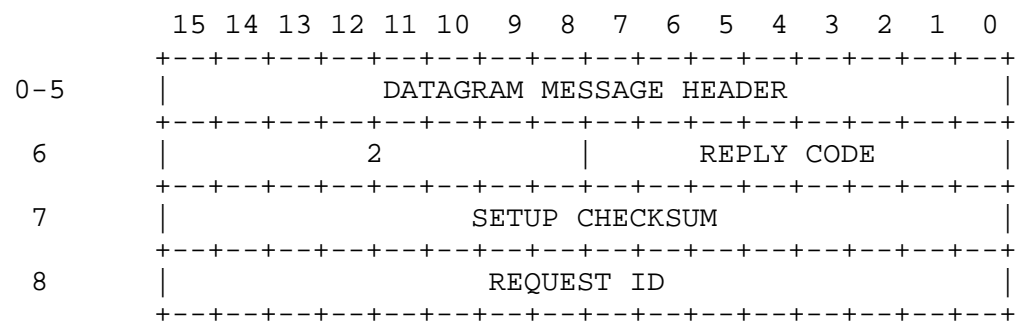 15 14 13 12 11 10 9 8 7 6 5 4 3 2 1 0
+--+--+--+--+--+--+--+--+--+--+--+--+--+--+--+--+
0-5 | DATAGRAM MESSAGE HEADER |
+--+--+--+--+--+--+--+--+--+--+--+--+--+--+--+--+
6 | 2 | REPLY CODE |
+--+--+--+--+--+--+--+--+--+--+--+--+--+--+--+--+
7 | SETUP CHECKSUM |
+--+--+--+--+--+--+--+--+--+--+--+--+--+--+--+--+
8 | REQUEST ID |
+--+--+--+--+--+--+--+--+--+--+--+--+--+--+--+--+